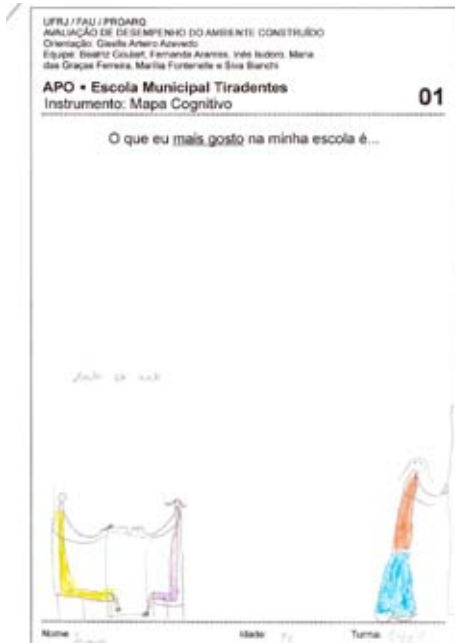 UFRJ / FAU / PROARQ
AVALIAÇÃO DE DESEMPENHO DO AMBIENTE CONSTRUÍDO
Orientação: Giselle Arteiro Azevedo
Equipe: Beatriz Goulart, Fernanda Aremiss, Inês Isidoro, Maria
das Graças Ferreira, Marília Fontenelle e Siva Bianchi
APO • Escola Municipal Tiradentes
Instrumento: Mapa Cognitivo
01
O que eu mais gosto na minha escola é...
Nome
Idade
Turma